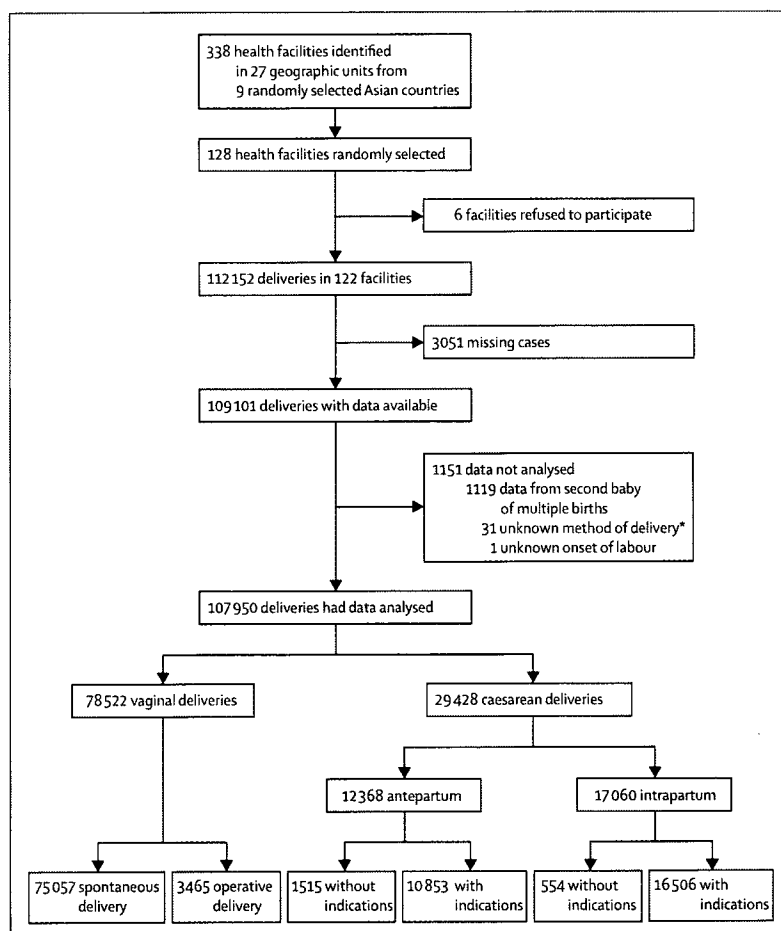 338 health facilities identified
in 27 geographic units from
9 randomly selected Asian countries
128 health facilities randomly selected
6 facilities refused to participate
112 152 deliveries in 122 facilities
3051 missing cases
109 101 deliveries with data available
1151 data not analysed
1119 data from second baby
of multiple births
31 unknown method of delivery*
1 unknown onset of labour
107 950 deliveries had data analysed
78 522 vaginal deliveries
29 428 caesarean deliveries
12 368 antepartum
17 060 intrapartum
75 057 spontaneous
delivery
3465 operative
delivery
1515 without
indications
10 853 with
indications
554 without
indications
16 506 with
indications